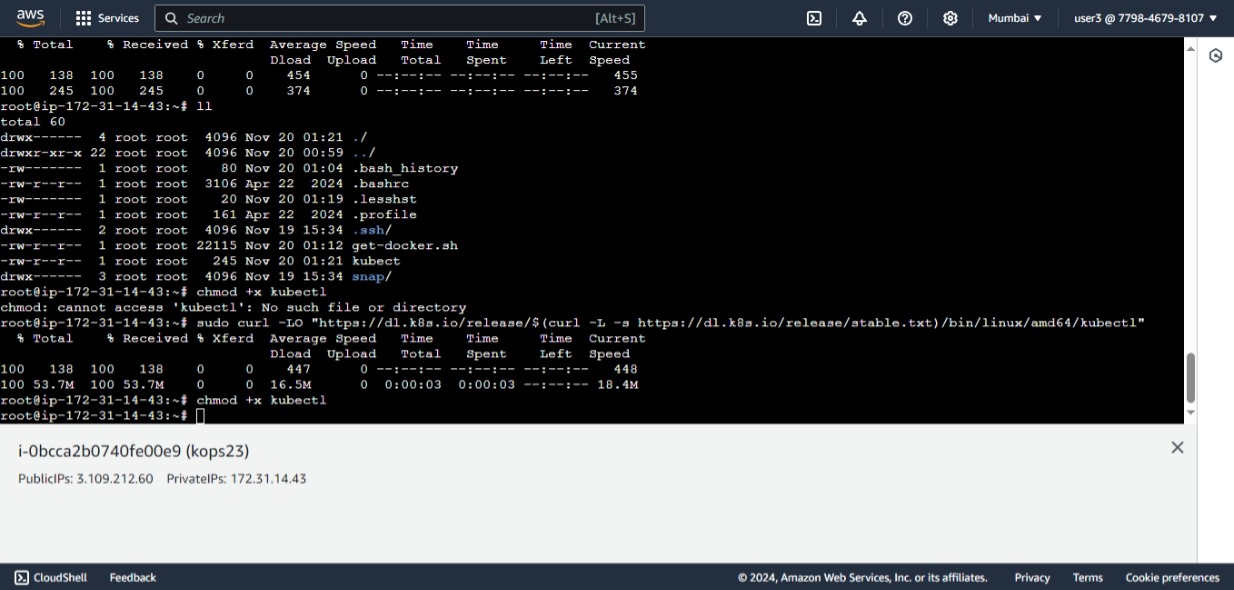 aws Services Search [Alt+S] Mumbai ▼ user3 @ 7798-4679-8107 ▼
% Total % Received % Xferd Average Speed Time Time Time Current
Dload Upload Total Spent Left Speed
100 138 100 138 0 0 454 0 --:--:-- --:--:-- --:--:-- 455
100 245 100 245 0 0 374 0 --:--:-- --:--:-- --:--:-- 374
root@ip-172-31-14-43:~# ll
total 60
drwx------ 4 root root 4096 Nov 20 01:21 ./
drwxr-xr-x 22 root root 4096 Nov 20 00:59 ../
-rw------- 1 root root 80 Nov 20 01:04 .bash_history
-rw-r--r-- 1 root root 3106 Apr 22 2024 .bashrc
-rw------- 1 root root 20 Nov 20 01:19 .lesshst
-rw-r--r-- 1 root root 161 Apr 22 2024 .profile
drwx------ 2 root root 4096 Nov 19 15:34 .ssh/
-rw-r--r-- 1 root root 22115 Nov 20 01:12 get-docker.sh
-rw-r--r-- 1 root root 245 Nov 20 01:21 kubect
drwx------ 3 root root 4096 Nov 19 15:34 snap/
root@ip-172-31-14-43:~# chmod +x kubectl
chmod: cannot access 'kubectl': No such file or directory
root@ip-172-31-14-43:~# sudo curl -LO "https://dl.k8s.io/release/$(curl -L -s https://dl.k8s.io/release/stable.txt)/bin/linux/amd64/kubectl"
% Total % Received % Xferd Average Speed Time Time Time Current
Dload Upload Total Spent Left Speed
100 138 100 138 0 0 447 0 --:--:-- --:--:-- --:--:-- 448
100 53.7M 100 53.7M 0 0 16.5M 0 0:00:03 0:00:03 --:--:-- 18.4M
root@ip-172-31-14-43:~# chmod +x kubectl
root@ip-172-31-14-43:~#
i-0bcca2b0740fe00e9 (kops23)
PublicIPs: 3.109.212.60 PrivateIPs: 172.31.14.43
CloudShell Feedback © 2024, Amazon Web Services, Inc. or its affiliates. Privacy Terms Cookie preferences